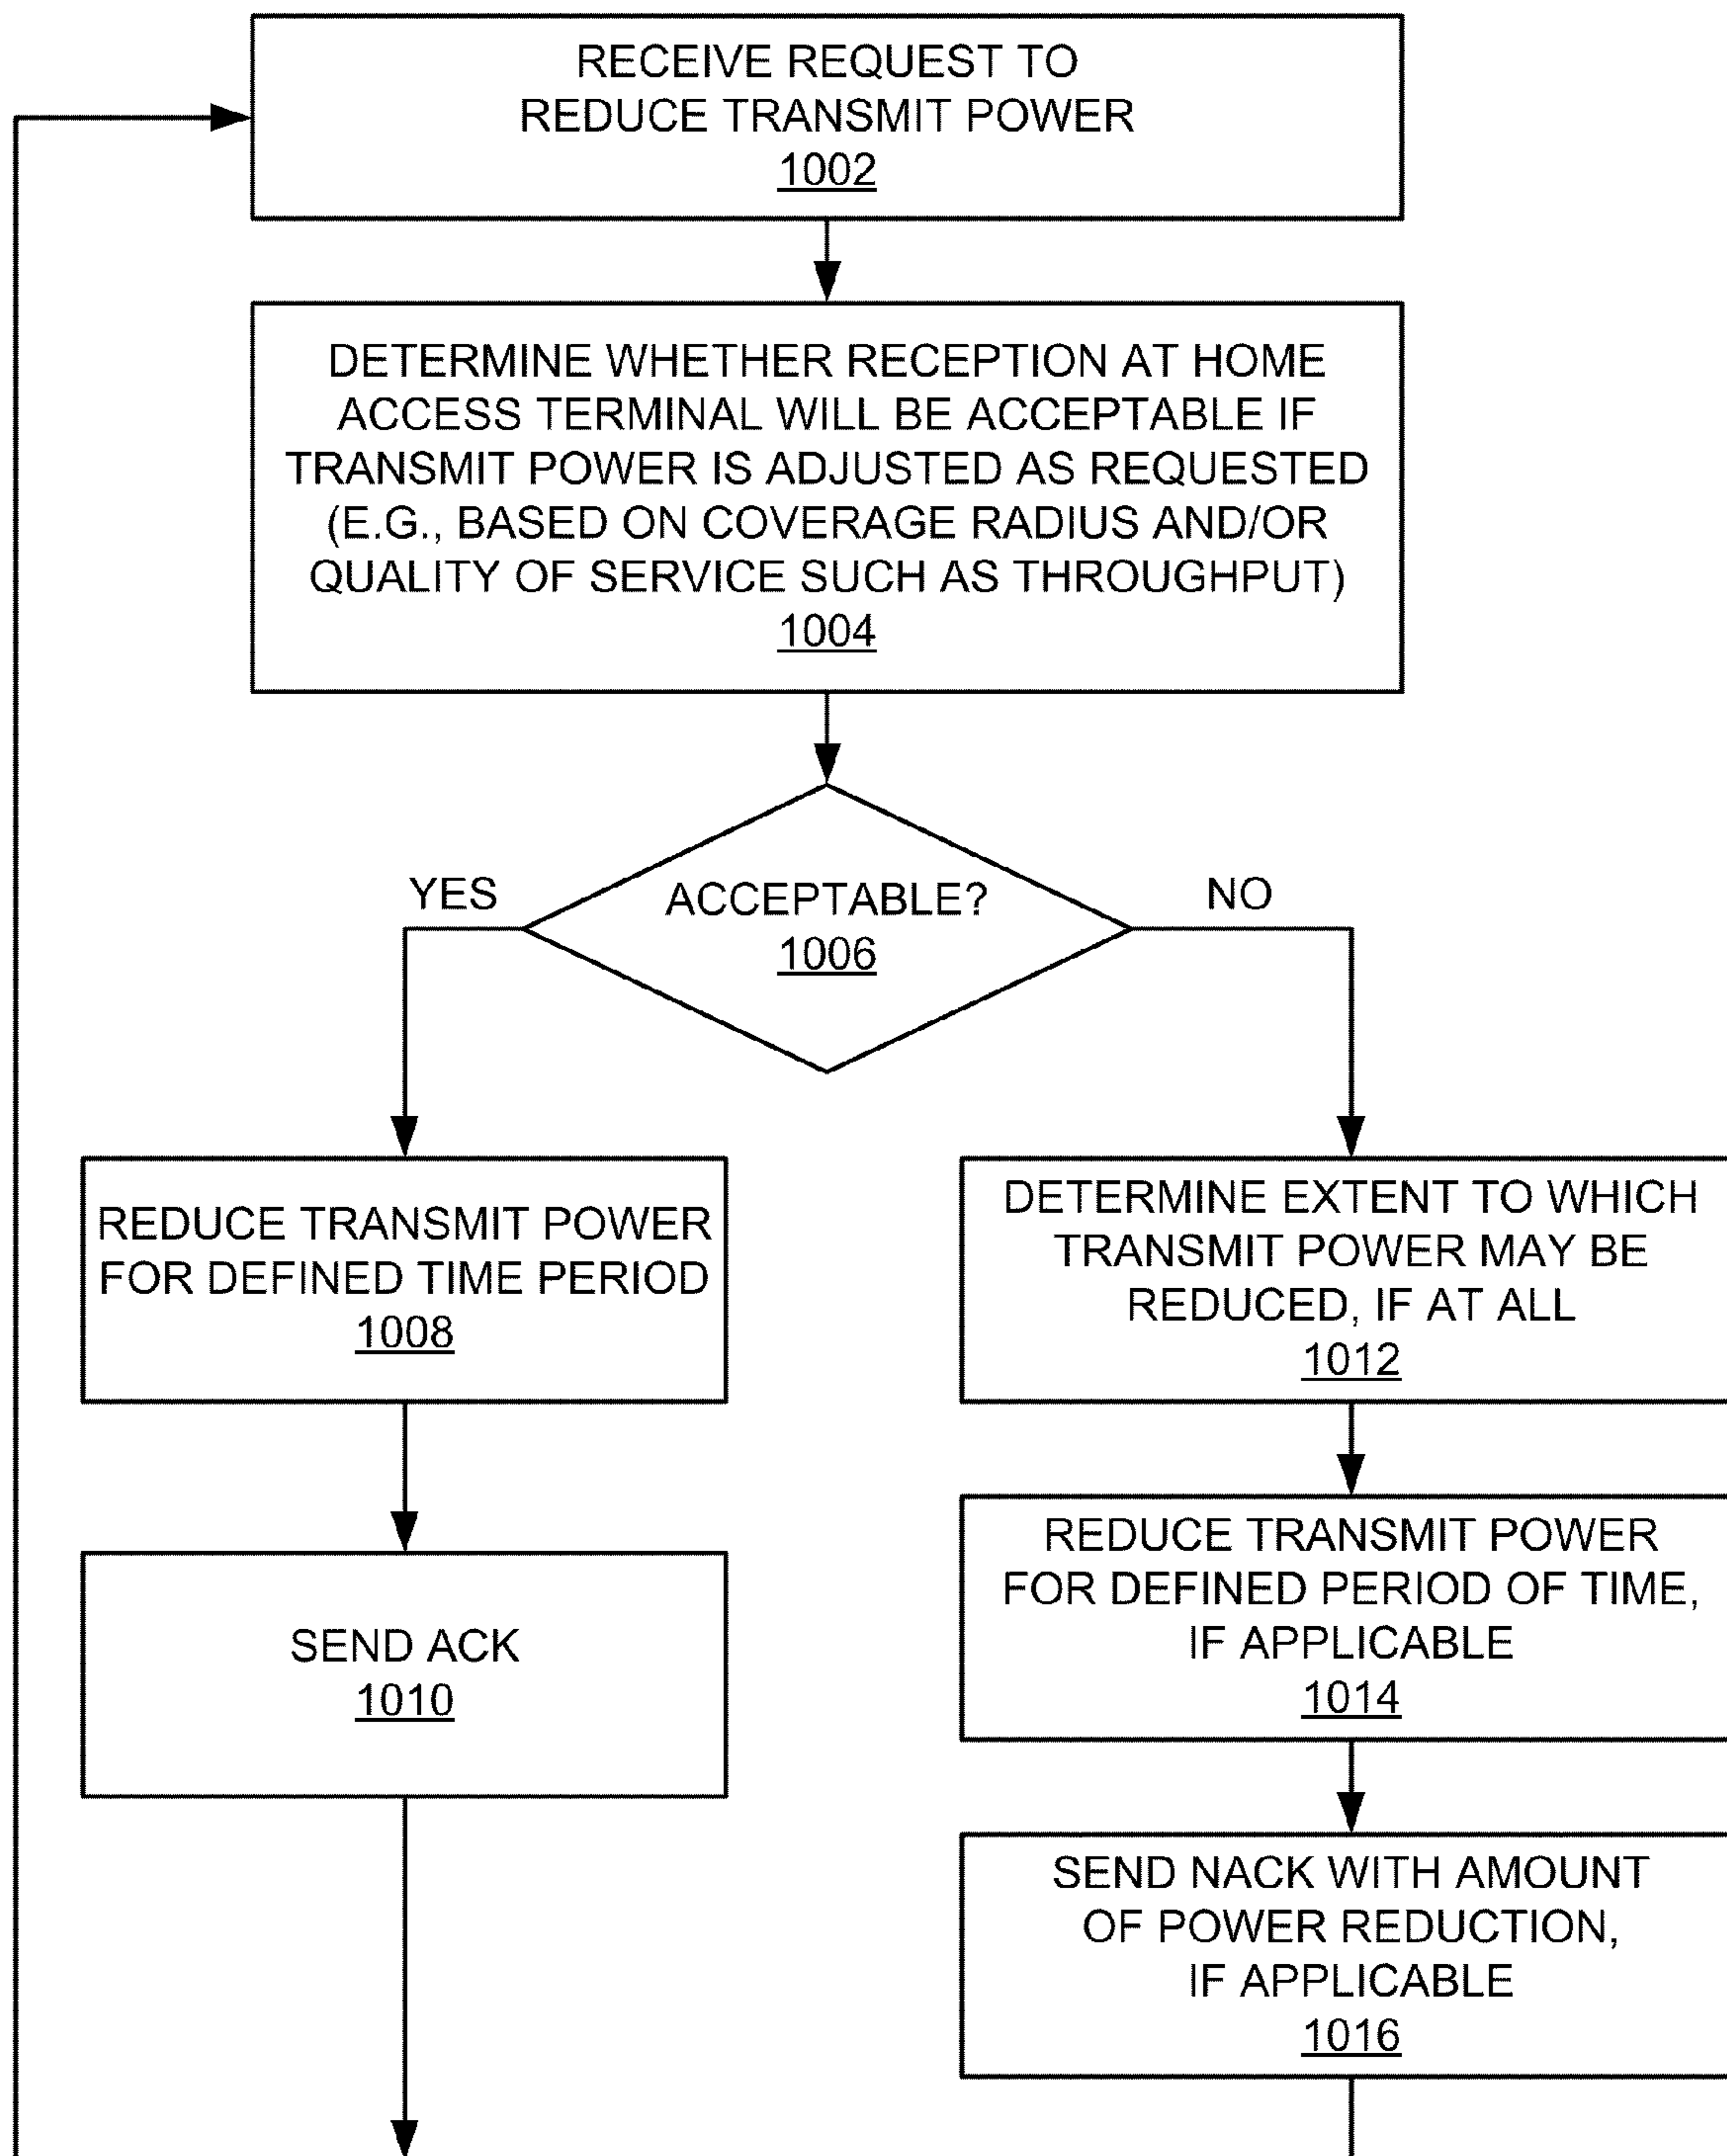 RECEIVE REQUEST TO
REDUCE TRANSMIT POWER
1002
DETERMINE WHETHER RECEPTION AT HOME
ACCESS TERMINAL WILL BE ACCEPTABLE IF
TRANSMIT POWER IS ADJUSTED AS REQUESTED
(E.G., BASED ON COVERAGE RADIUS AND/OR
QUALITY OF SERVICE SUCH AS THROUGHPUT)
1004
YES
ACCEPTABLE?
1006
NO
REDUCE TRANSMIT POWER
FOR DEFINED TIME PERIOD
1008
SEND ACK
1010
DETERMINE EXTENT TO WHICH
TRANSMIT POWER MAY BE
REDUCED, IF AT ALL
1012
REDUCE TRANSMIT POWER
FOR DEFINED PERIOD OF TIME,
IF APPLICABLE
1014
SEND NACK WITH AMOUNT
OF POWER REDUCTION,
IF APPLICABLE
1016